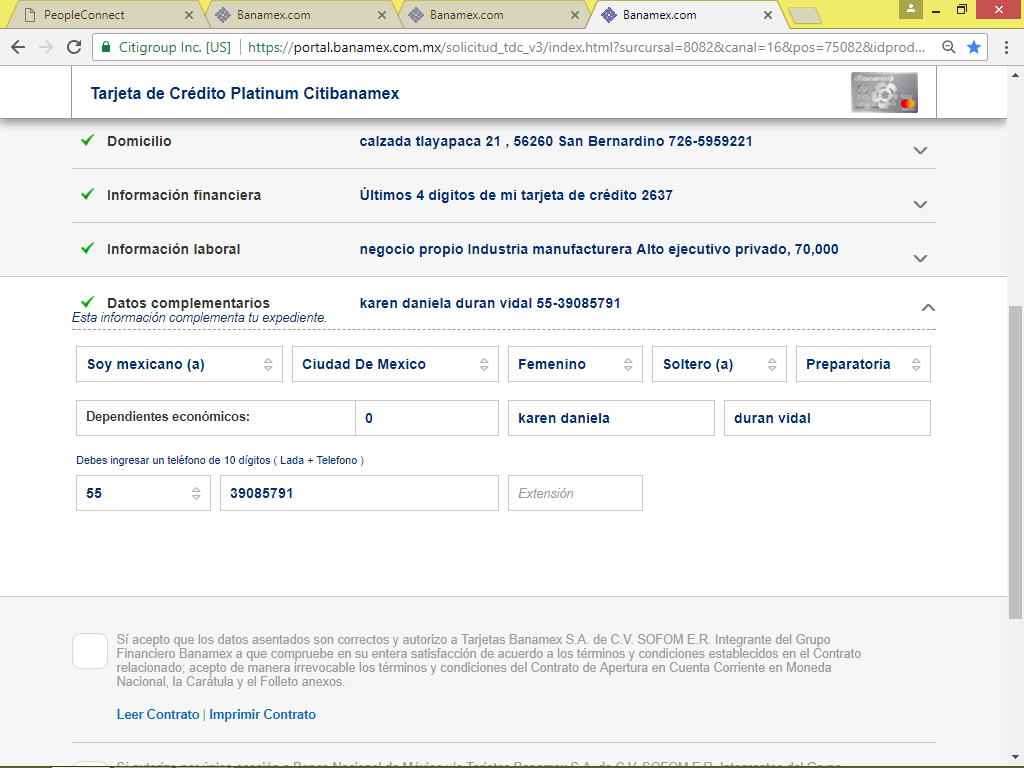 PeopleConnect
Banamex.com
Banamex.com
Banamex.com
Citigroup Inc. [US] https://portal.banamex.com.mx/solicitud_tdc_v3/index.html?sursursal=8082&canal=16&pos=75082&idprod...
Tarjeta de Crédito Platinum Citibanamex
Domicilio calzada tlayapaca 21 , 56260 San Bernardino 726-5959221
Información financiera Últimos 4 dígitos de mi tarjeta de crédito 2637
Información laboral negocio propio Industria manufacturera Alto ejecutivo privado, 70,000
Datos complementarios karen daniela duran vidal 55-39085791
Esta información complementa tu expediente.
Soy mexicano (a) Ciudad De Mexico Femenino Soltero (a) Preparatoria
Dependientes económicos: 0 karen daniela duran vidal
Debes ingresar un teléfono de 10 dígitos ( Lada + Telefono )
55 39085791 Extensión
Sí acepto que los datos asentados son correctos y autorizo a Tarjetas Banamex S.A. de C.V. SOFOM E.R. Integrante del Grupo
Financiero Banamex a que compruebe en su entera satisfacción de acuerdo a los términos y condiciones establecidos en el Contrato
relacionado; acepto de manera irrevocable los términos y condiciones del Contrato de Apertura en Cuenta Corriente en Moneda
Nacional, la Carátula y el Folleto anexos.
Leer Contrato | Imprimir Contrato